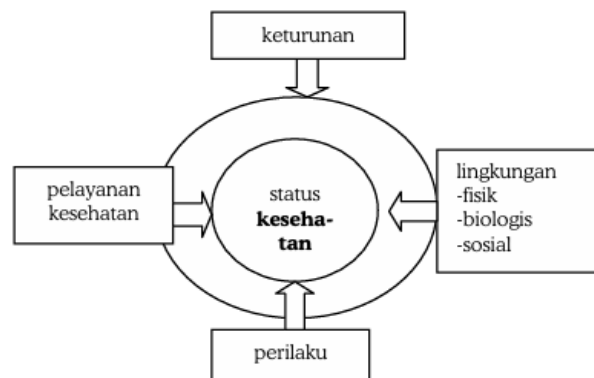 keturunan
pelayanan
kesehatan
status
keseha-
tan
lingkungan
-fisik
-biologis
-sosial
perilaku